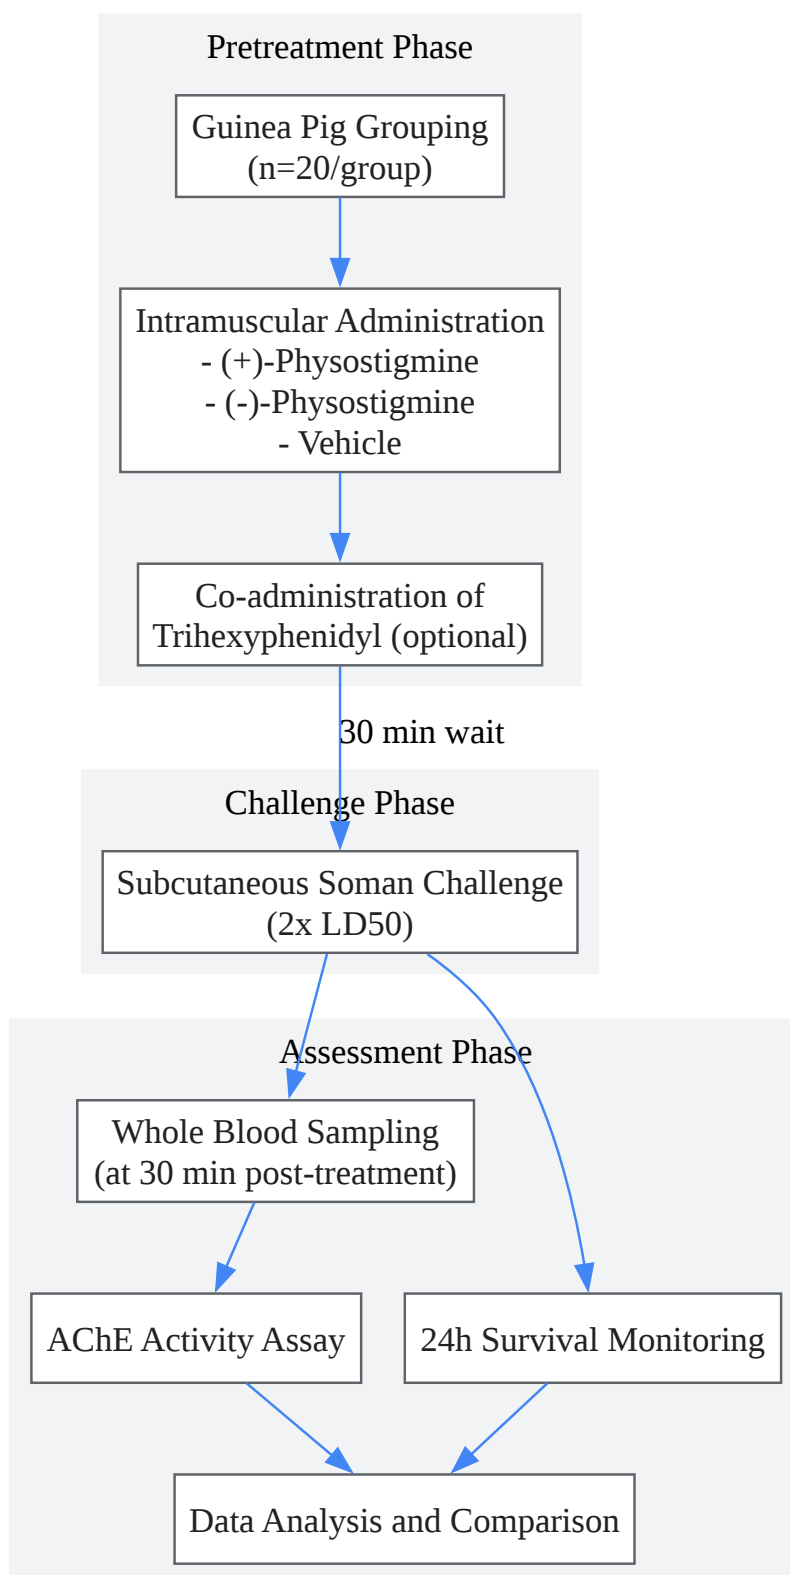 Pretreatment Phase
Guinea Pig Grouping
(n=20/group)
Intramuscular Administration
- (+)-Physostigmine
- (-)-Physostigmine
- Vehicle
Co-administration of
Trihexyphenidyl (optional)
30 min wait
Challenge Phase
Subcutaneous Soman Challenge
(2x LD50)
Assessment Phase
Whole Blood Sampling
(at 30 min post-treatment)
AChE Activity Assay
24h Survival Monitoring
Data Analysis and Comparison